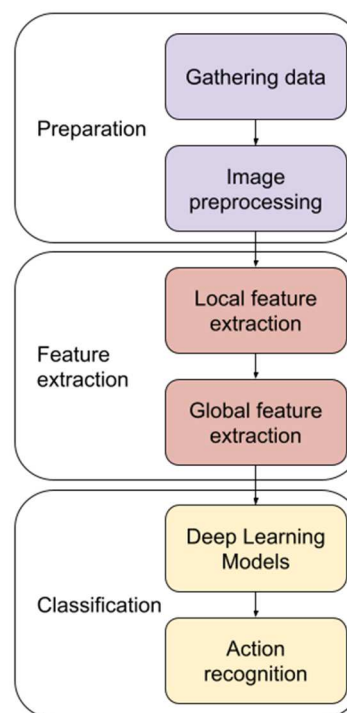 Preparation
Gathering data
Image
preprocessing
Feature
extraction
Local feature
extraction
Global feature
extraction
Classification
Deep Learning
Models
Action
recognition